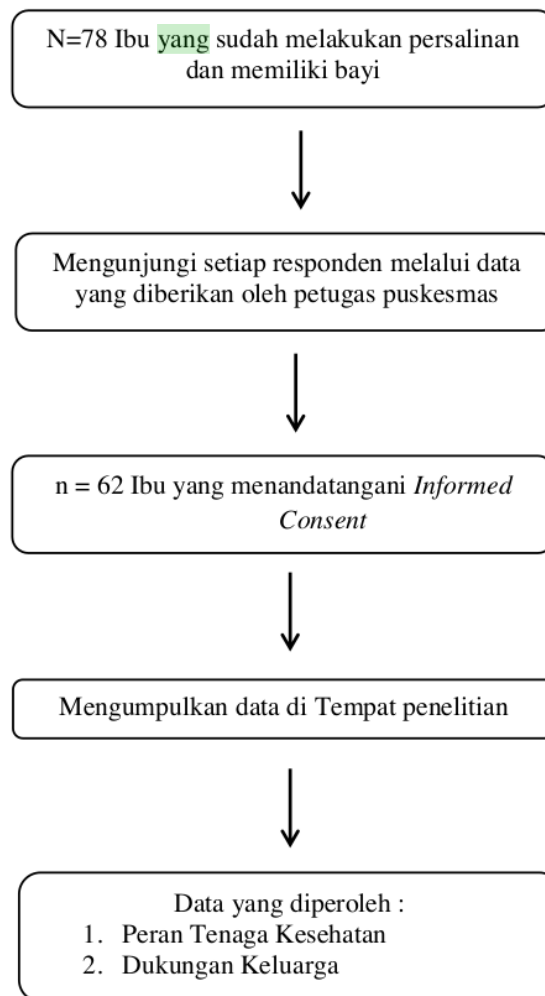 N=78 Ibu yang sudah melakukan persalinan
dan memiliki bayi
Mengunjungi setiap responden melalui data
yang diberikan oleh petugas puskesmas
n = 62 Ibu yang menandatangani Informed
Consent
Mengumpulkan data di Tempat penelitian
Data yang diperoleh :
1. Peran Tenaga Kesehatan
2. Dukungan Keluarga